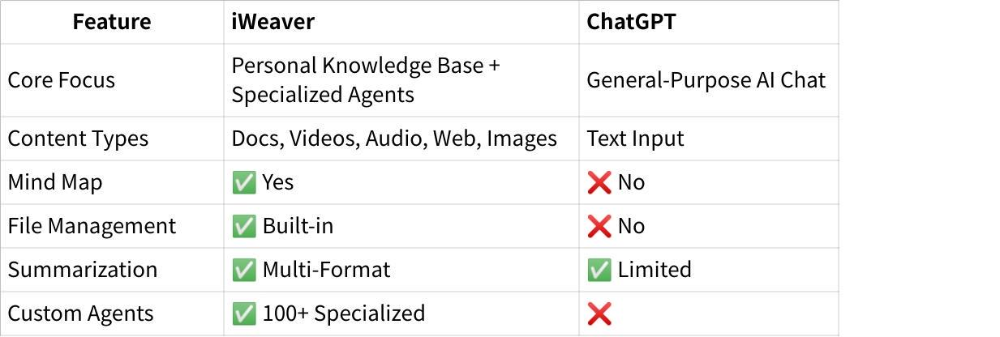 Feature iWeaver ChatGPT
Core Focus Personal Knowledge Base + General-Purpose AI Chat
Specialized Agents
Content Types Docs, Videos, Audio, Web, Images Text Input
Mind Map ✅ Yes ❌ No
File Management ✅ Built-in ❌ No
Summarization ✅ Multi-Format ✅ Limited
Custom Agents ✅ 100+ Specialized ❌